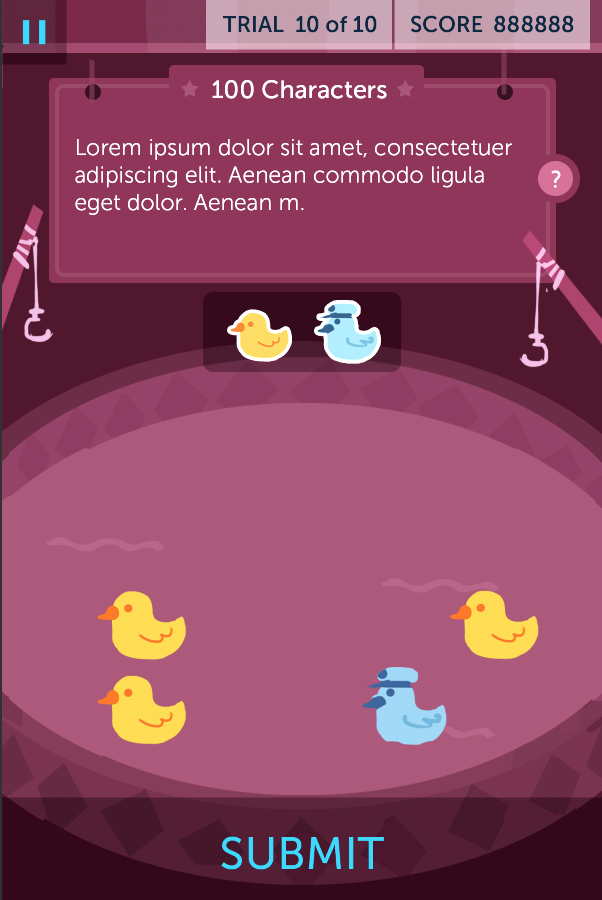 TRIAL 10 of 10 SCORE 888888
100 Characters
Lorem ipsum dolor sit amet, consectetuer
adipiscing elit. Aenean commodo ligula
eget dolor. Aenean m.
?
SUBMIT